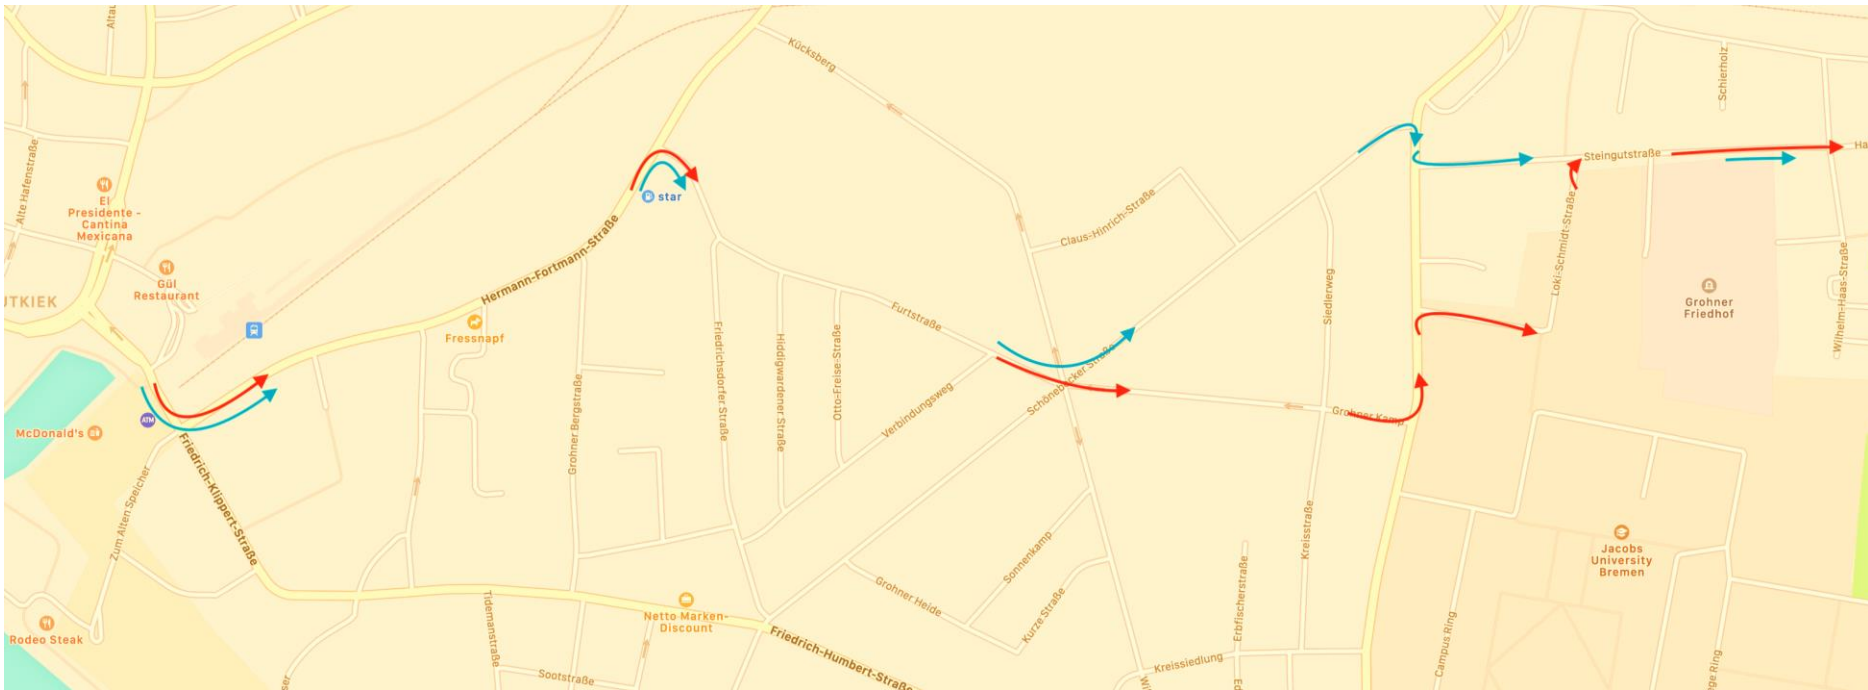 Kücksberg
Schierholz
Alte Hafenstraße
Steingutstraße
Ha
El
Presidente -
Cantina
Mexicana
star
Claus-Hinrich-Straße
Loki-Schmidt-Straße
Hermann-Fortmann-Straße
Gül
Restaurant
UTKIEK
Siedlerweg
Wilhelm-Haas-Straße
Grohner
Friedhof
Furtstraße
Fressnapf
Friedrichsdorfer Straße
Hiddigwardener Straße
Otto-Freise-Straße
Grohner Bergstraße
Schönebecker Straße
Verbindungsweg
Grohner Kamp
ATM
McDonald's
Friedrich-Klippert-Straße
Zum Alten Speicher
Kreisstraße
Sonnenkamp
Jacobs
University
Bremen
Grohner Heide
Kurze Straße
Erbfischerstraße
Tidemanstraße
Netto Marken-
Discount
Rodeo Steak
Friedrich-Humbert-Straße
Kreissiedlung
Campus Ring
Sootstraße